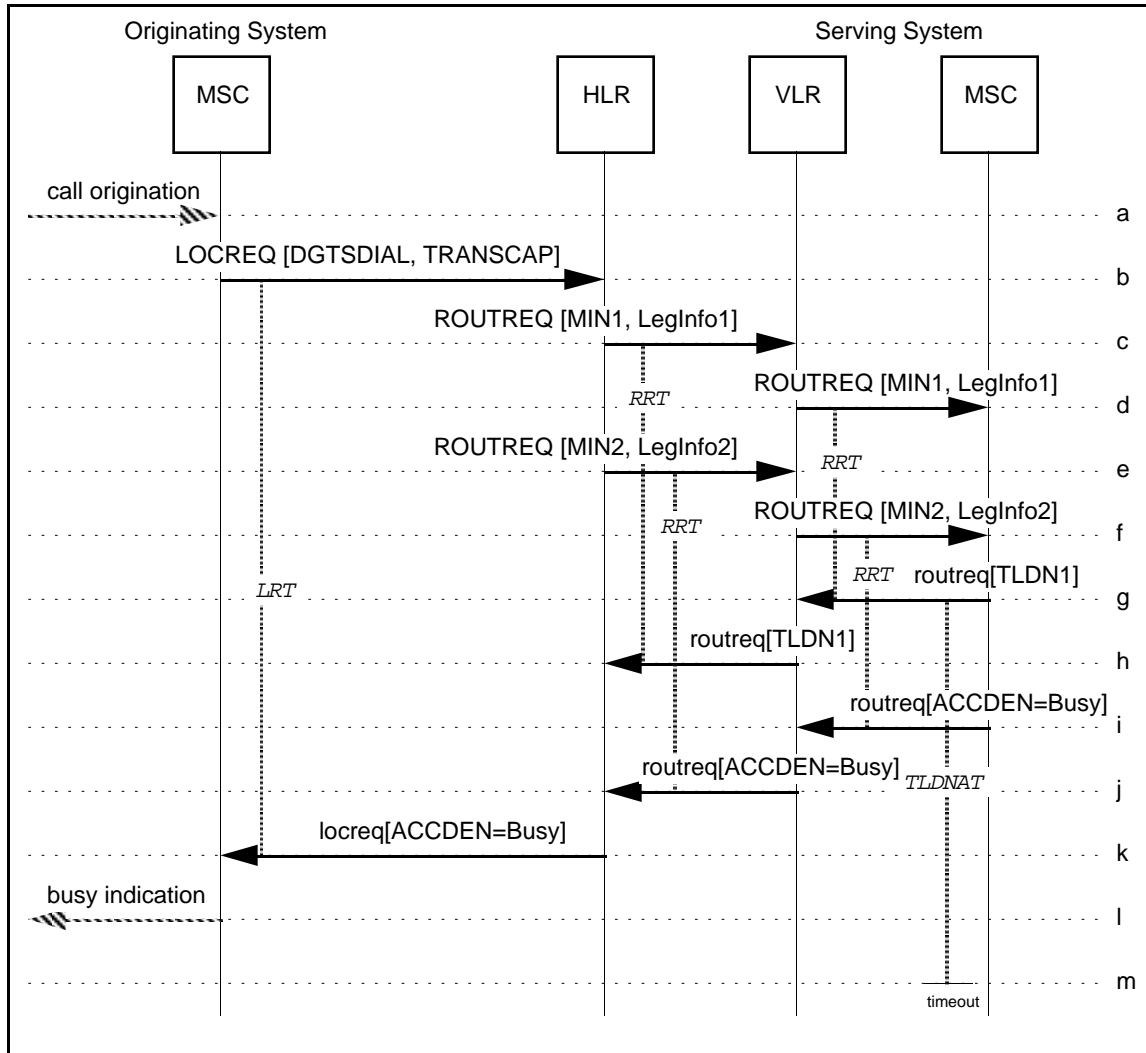 Originating System
Serving System
MSC
HLR
VLR
MSC
call origination
a
LOCREQ [DGTSDIAL, TRANSCAP]
b
ROUTREQ [MIN1, LegInfo1]
c
RRT
ROUTREQ [MIN1, LegInfo1]
d
ROUTREQ [MIN2, LegInfo2]
RRT
e
RRT
ROUTREQ [MIN2, LegInfo2]
f
LRT
RRT
routreq[TLDN1]
g
routreq[TLDN1]
h
routreq[ACCDEN=Busy]
i
routreq[ACCDEN=Busy]
TLDNAT
j
locreq[ACCDEN=Busy]
k
busy indication
l
m
timeout